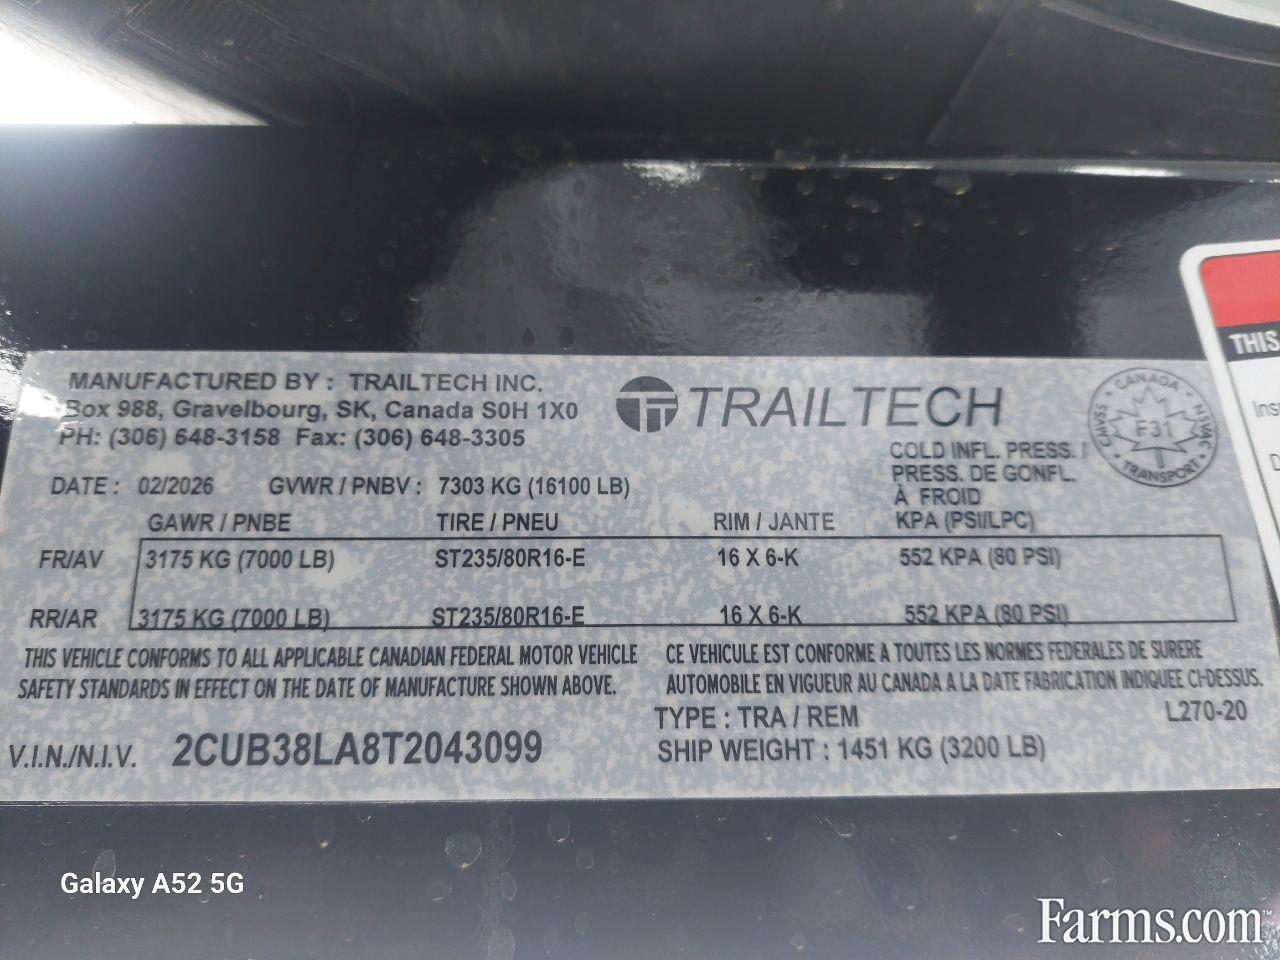 MANUFACTURED BY : TRAILTECH INC.
Box 988, Gravelbourg, SK, Canada S0H 1X0
PH: (306) 648-3158 Fax: (306) 648-3305
TRAILTECH
CANADA
CMVSS
F31
NSVAC
TRANSPORT
COLD INFL. PRESS. /
PRESS. DE GONFL.
À FROID
KPA (PSI/LPC)
DATE : 02/2026 GVWR / PNBV : 7303 KG (16100 LB)
GAWR / PNBE TIRE / PNEU RIM / JANTE
FR/AV 3175 KG (7000 LB) ST235/80R16-E 16 X 6-K 552 KPA (80 PSI)
RR/AR 3175 KG (7000 LB) ST235/80R16-E 16 X 6-K 552 KPA (80 PSI)
THIS VEHICLE CONFORMS TO ALL APPLICABLE CANADIAN FEDERAL MOTOR VEHICLE
SAFETY STANDARDS IN EFFECT ON THE DATE OF MANUFACTURE SHOWN ABOVE.
CE VEHICULE EST CONFORME A TOUTES LES NORMES FEDERALES DE SURERE
AUTOMOBILE EN VIGUEUR AU CANADA A LA DATE FABRICATION INDIQUEE CI-DESSUS.
TYPE : TRA / REM L270-20
V.I.N./N.I.V. 2CUB38LA8T2043099
SHIP WEIGHT : 1451 KG (3200 LB)
THIS
Galaxy A52 5G
Farms.com™